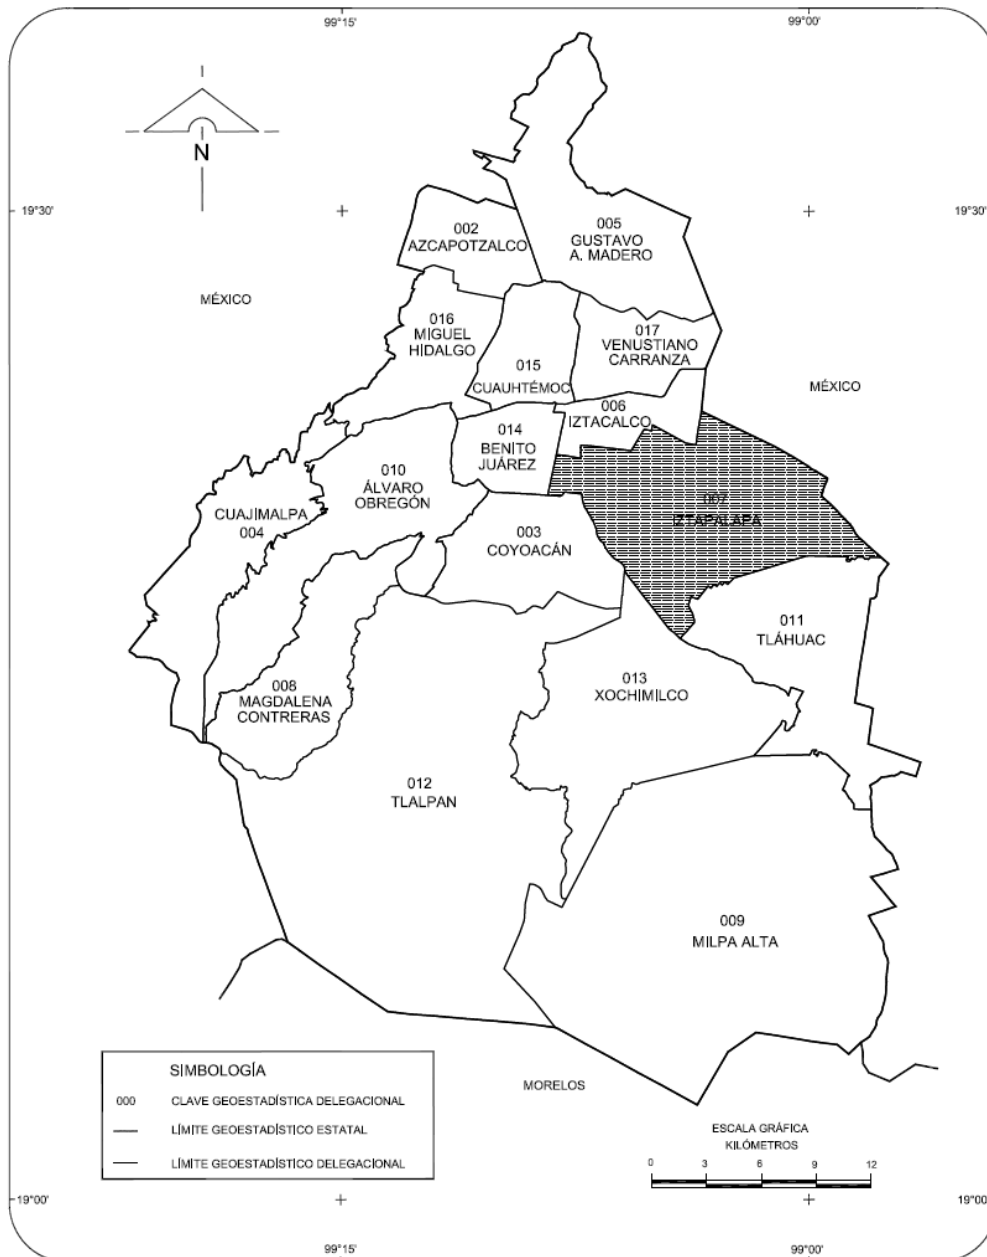 99°15'
99°00'
N
19°30'
19°30'
002
AZCAPOTZALCO
005
GUSTAVO
A. MADERO
MÉXICO
016
MIGUEL
HIDALGO
017
VENUSTIANO
CARRANZA
015
CUAUHTÉMOC
MÉXICO
006
IZTACALCO
014
BENITO
JUÁREZ
010
ÁLVARO
OBREGÓN
007
IZTAPALAPA
CUAJIMALPA
004
003
COYOACÁN
011
TLÁHUAC
008
MAGDALENA
CONTRERAS
013
XOCHIMILCO
012
TLALPAN
009
MILPA ALTA
SIMBOLOGÍA
000 CLAVE GEOESTADÍSTICA DELEGACIONAL
LÍMITE GEOESTADÍSTICO ESTATAL
LÍMITE GEOESTADÍSTICO DELEGACIONAL
MORELOS
ESCALA GRÁFICA
KILÓMETROS
0 3 6 9 12
19°00'
19°00'
99°15'
99°00'